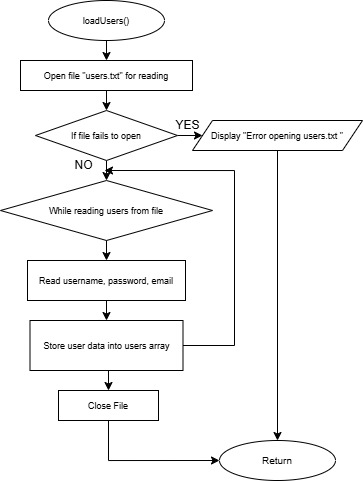 loadUsers()
Open file "users.txt" for reading
If file fails to open
YES
Display "Error opening users.txt "
NO
While reading users from file
Read username, password, email
Store user data into users array
Close File
Return